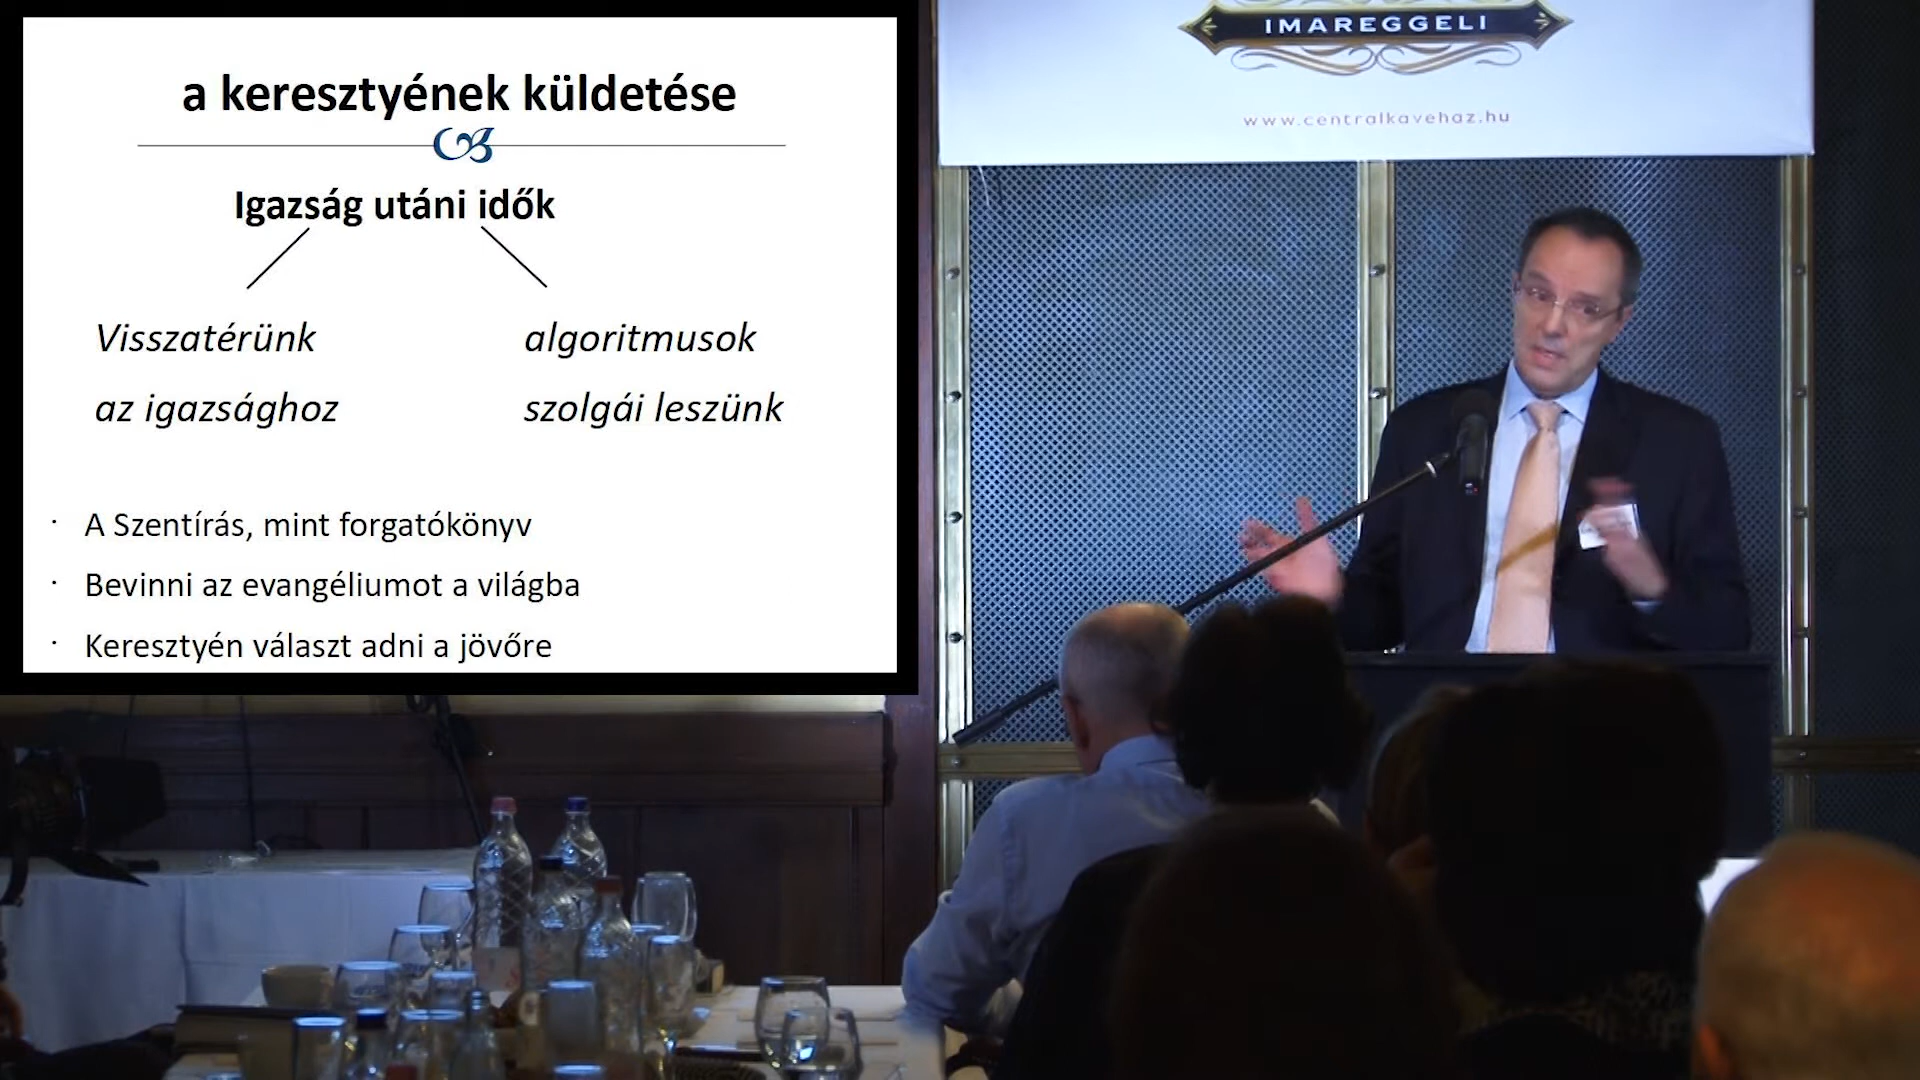 a keresztyének küldetése
Igazság utáni idők
Visszatérünk
az igazsághoz
algoritmusok
szolgái leszünk
· A Szentírás, mint forgatókönyv
· Bevinni az evangéliumot a világba
· Keresztyén választ adni a jövőre
IMAREGGELI
www.centralkavehaz.hu